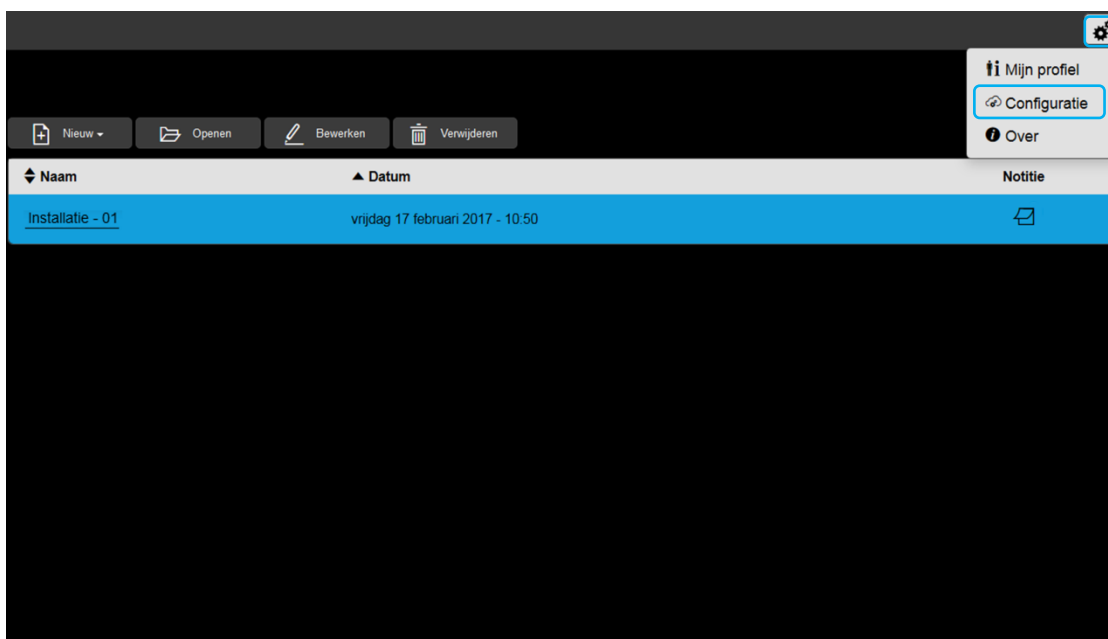 Mijn profiel
Configuratie
Over
Nieuw
Openen
Bewerken
Verwijderen
Naam
Datum
Notitie
Installatie - 01
vrijdag 17 februari 2017 - 10:50